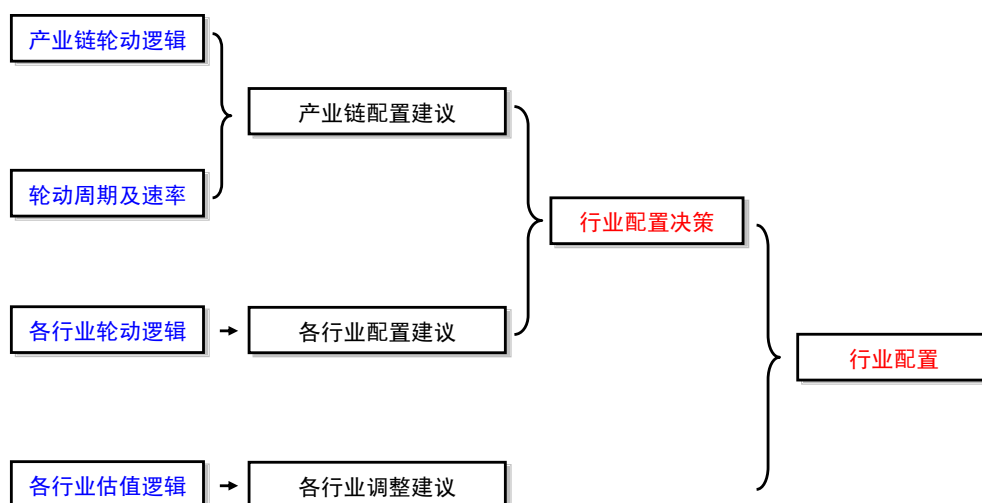 产业链轮动逻辑
产业链配置建议
轮动周期及速率
行业配置决策
各行业轮动逻辑
各行业配置建议
行业配置
各行业估值逻辑
各行业调整建议